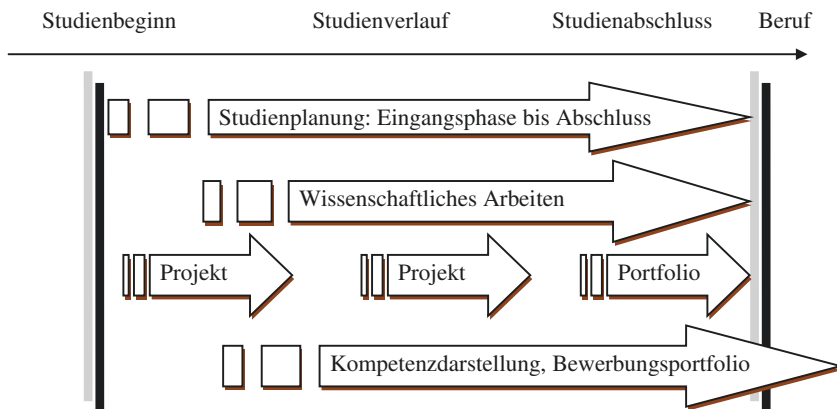 Studienbeginn Studienverlauf Studienabschluss Beruf
Studienplanung: Eingangsphase bis Abschluss
Wissenschaftliches Arbeiten
Projekt Projekt Portfolio
Kompetenzdarstellung, Bewerbungsportfolio